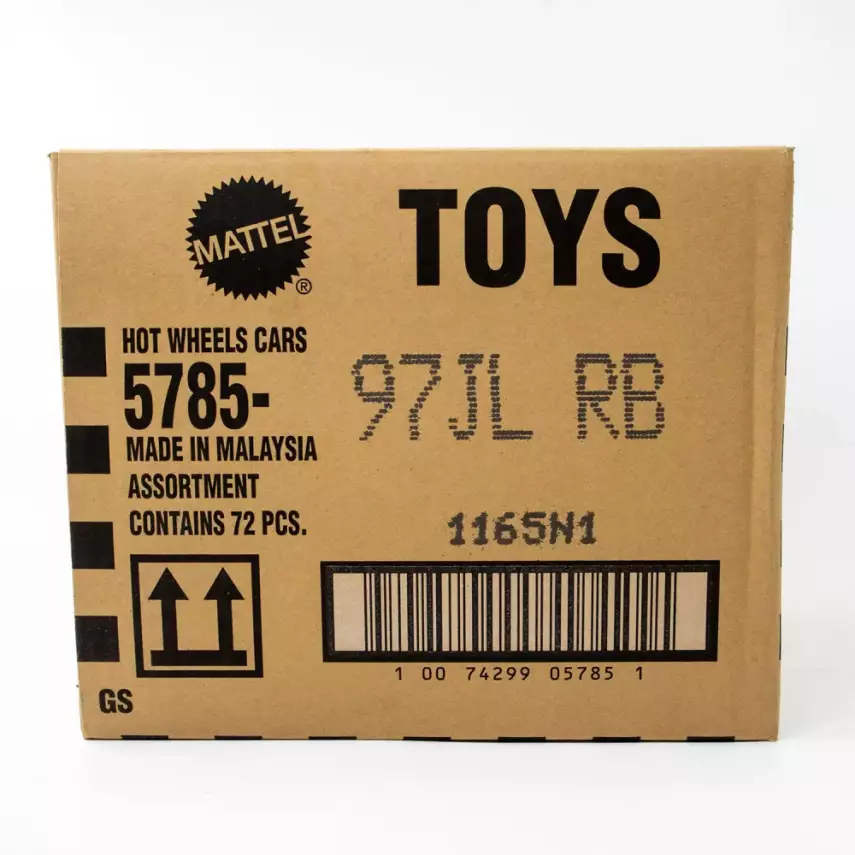 MATTEL®
TOYS
HOT WHEELS CARS
5785-
97JL RB
MADE IN MALAYSIA
ASSORTMENT
CONTAINS 72 PCS.
1165N1
1 00 74299 05785 1
GS